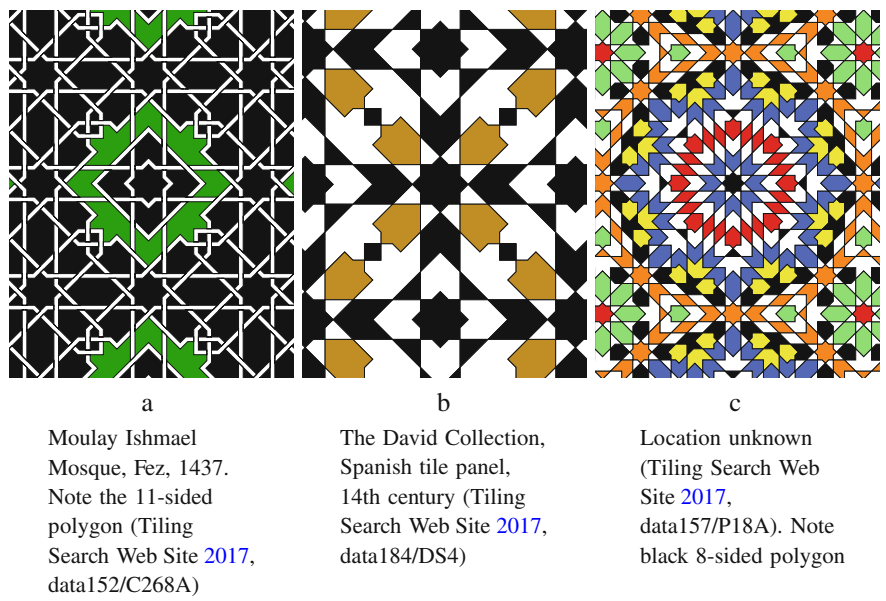 a
Moulay Ishmael
Mosque, Fez, 1437.
Note the 11-sided
polygon (Tiling
Search Web Site 2017,
data152/C268A)
b
The David Collection,
Spanish tile panel,
14th century (Tiling
Search Web Site 2017,
data184/DS4)
c
Location unknown
(Tiling Search Web
Site 2017,
data157/P18A). Note
black 8-sided polygon